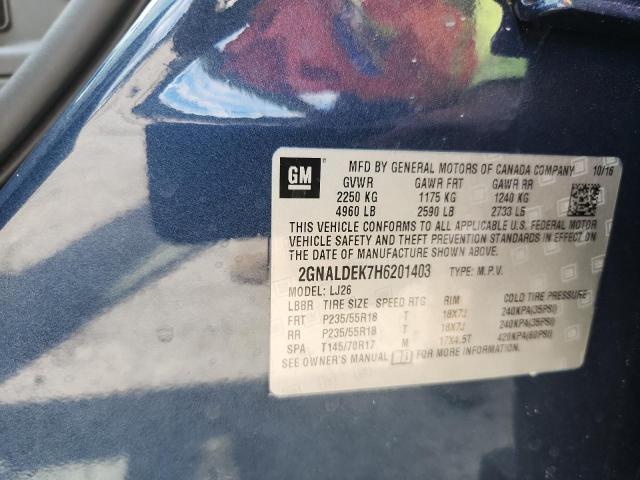 GM
MFD BY GENERAL MOTORS OF CANADA COMPANY 10/16
GVWR GAWR FRT GAWR RR
2250 KG 1175 KG 1240 KG
4960 LB 2590 LB 2733 LB
THIS VEHICLE CONFORMS TO ALL APPLICABLE U.S. FEDERAL MOTOR
VEHICLE SAFETY AND THEFT PREVENTION STANDARDS IN EFFECT ON
THE DATE OF MANUFACTURE SHOWN ABOVE.
2GNALDEK7H6201403 TYPE: M.P.V.
MODEL: LJ26
LBBR TIRE SIZE SPEED RTG RIM COLD TIRE PRESSURE
FRT P235/55R18 T 18X7J 240KPA(35PSI)
RR P235/55R18 T 18X7J 240KPA(35PSI)
SPA T145/70R17 M 17X4.5T 420KPA(60PSI)
SEE OWNER'S MANUAL FOR MORE INFORMATION.